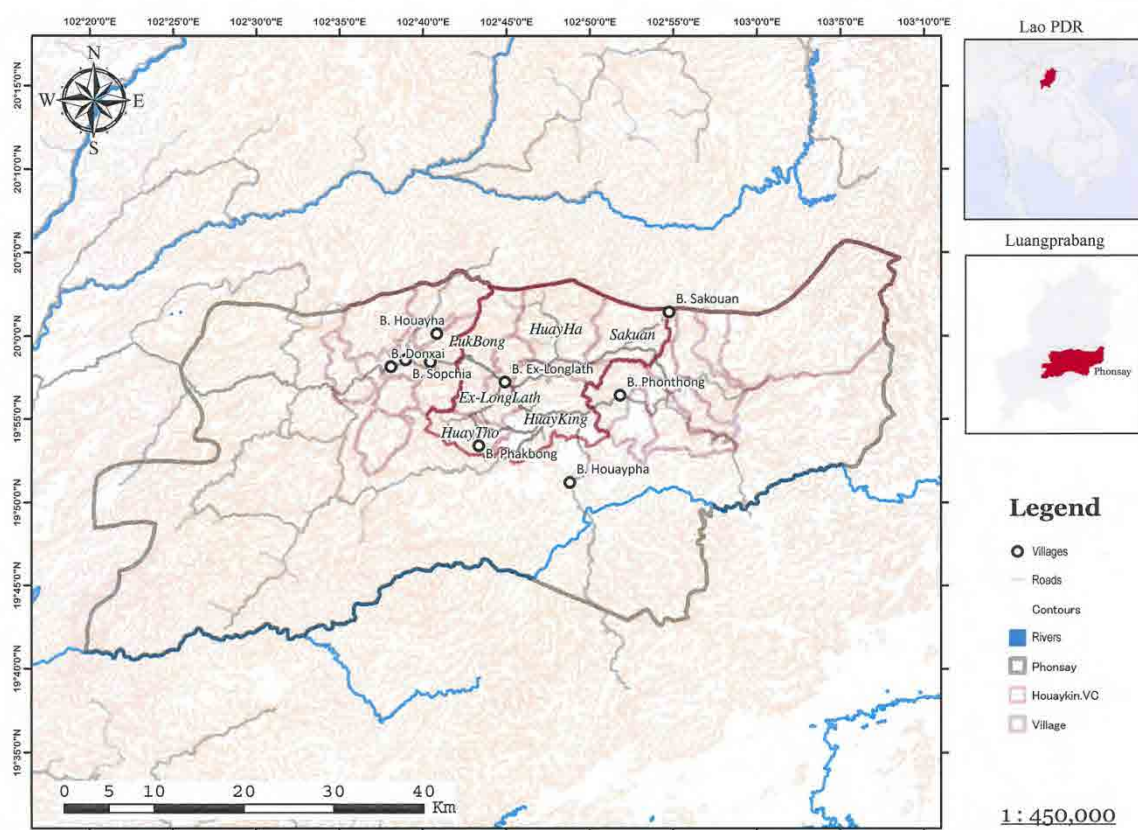 102°20'0"E 102°25'0"E 102°30'0"E 102°35'0"E 102°40'0"E 102°45'0"E 102°50'0"E 102°55'0"E 103°0'0"E 103°5'0"E 103°10'0"E
Lao PDR
N
W E
S
20°15'0"N
20°10'0"N
20°5'0"N
20°0'0"N
19°55'0"N
19°50'0"N
19°45'0"N
19°40'0"N
19°35'0"N
Luangprabang
Phonsay
B. Sakouan
B. Houayha
HuayHa
Sakuan
PukBong
B. Donxai
B. Sopchia
B. Ex-Longlath
B. Phonthong
Ex-LongLath
HuayKing
HuayTho
B. Phakbong
B. Houaypha
Legend
Villages
Roads
Contours
Rivers
Phonsay
Houaykin.VC
Village
0 5 10 20 30 40
Km
1 : 450,000